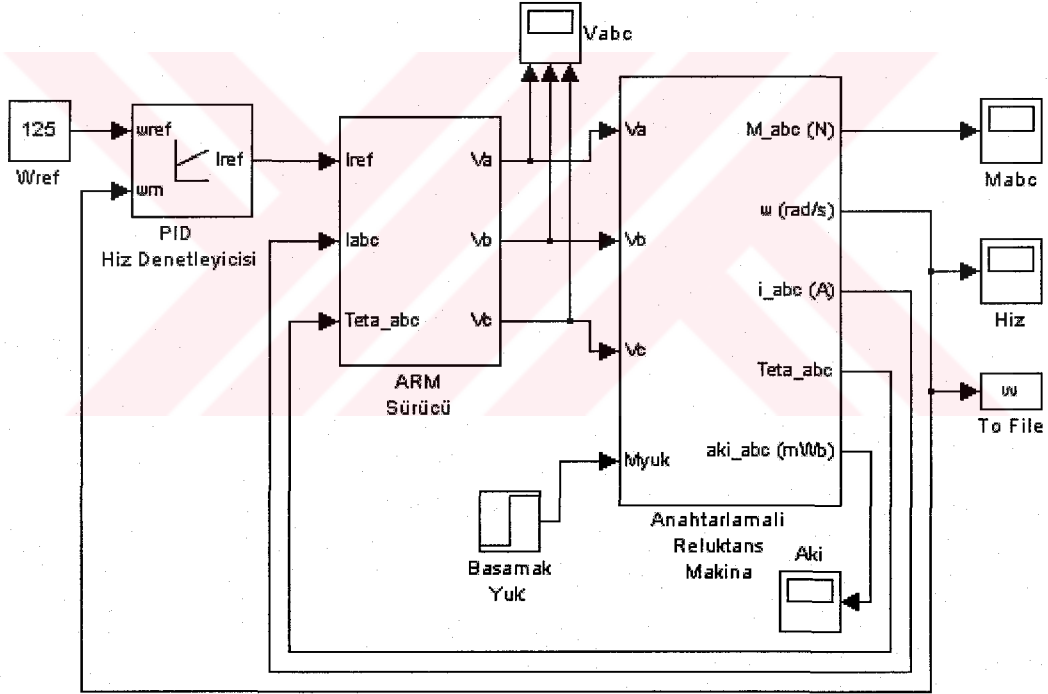 Vabc
125
Wref
wref
wm
Iref
PID
Hiz Denetleyicisi
Iref
Iabc
Teta_abc
Va
Vb
Vc
ARM
Sürücü
Va
Vb
Vc
Myuk
M_abc (N)
w (rad/s)
i_abc (A)
Teta_abc
aki_abc (mWb)
Anahtarlamali
Reluktans
Makina
Basamak
Yuk
Aki
Mabc
Hiz
w
To File